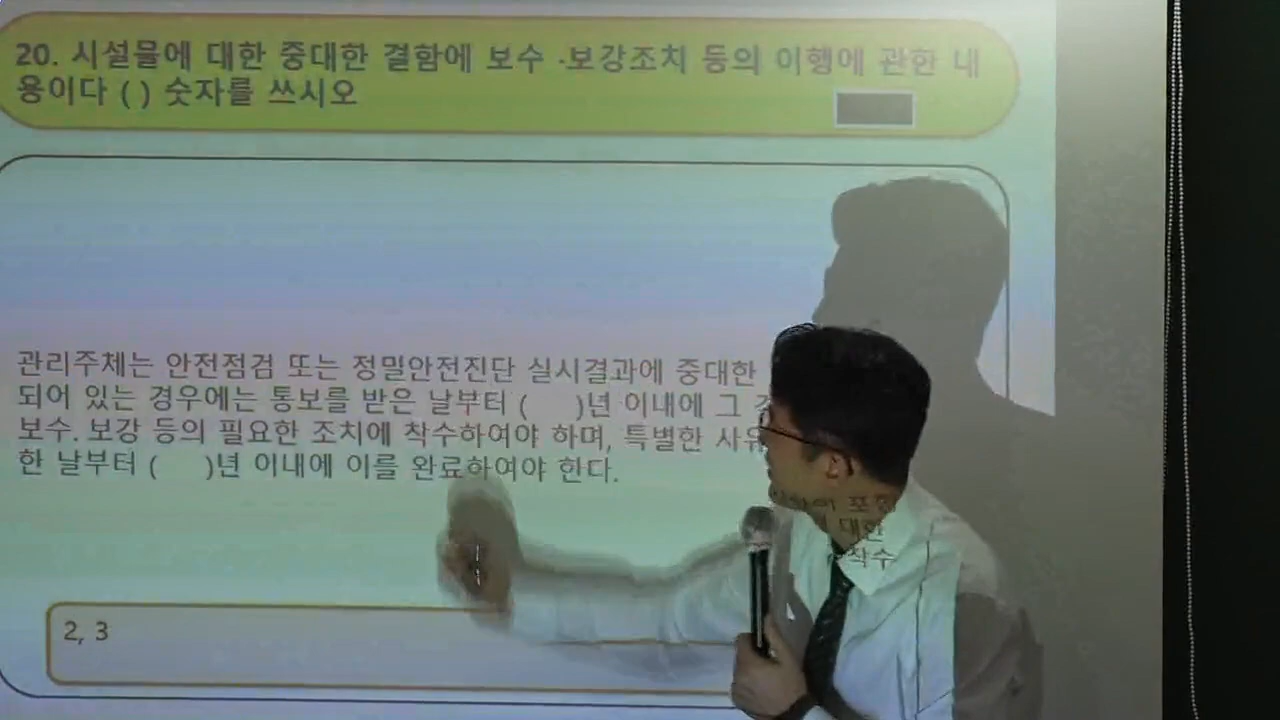 20. 시설물에 대한 중대한 결함에 보수 ·보강조치 등의 이행에 관한 내
용이다 ( ) 숫자를 쓰시오
관리주체는 안전점검 또는 정밀안전진단 실시결과에 중대한
되어 있는 경우에는 통보를 받은 날부터 ( )년 이내에 그
보수. 보강 등의 필요한 조치에 착수하여야 하며, 특별한
한 날부터 ( )년 이내에 이를 완료하여야 한다.
대한
착수
2, 3